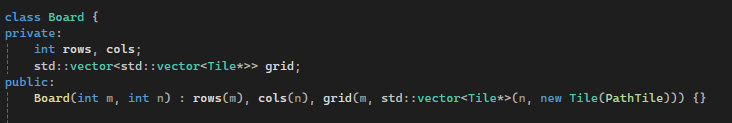 class Board {
private:
    int rows, cols;
    std::vector<std::vector<Tile*>> grid;
public:
    Board(int m, int n) : rows(m), cols(n), grid(m, std::vector<Tile*>(n, new Tile(PathTile))) {}